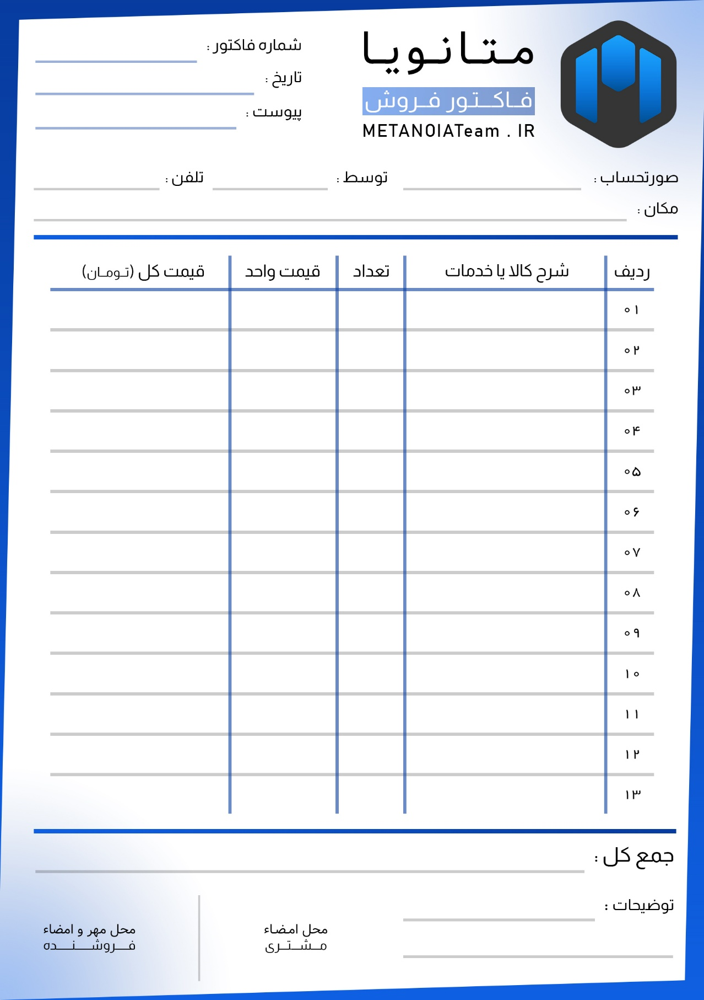 متانویا
فاکتور فروش
METANOIATeam . IR
شماره فاکتور :
تاریخ :
پیوست :
صورتحساب : توسط : تلفن :
مکان :
ردیف شرح کالا یا خدمات تعداد قیمت واحد قیمت کل (تومان)
۰۱
۰۲
۰۳
۰۴
۰۵
۰۶
۰۷
۰۸
۰۹
۱۰
۱۱
۱۲
۱۳
جمع کل :
توضیحات :
محل امضاء
مشتری
محل مهر و امضاء
فروشنده